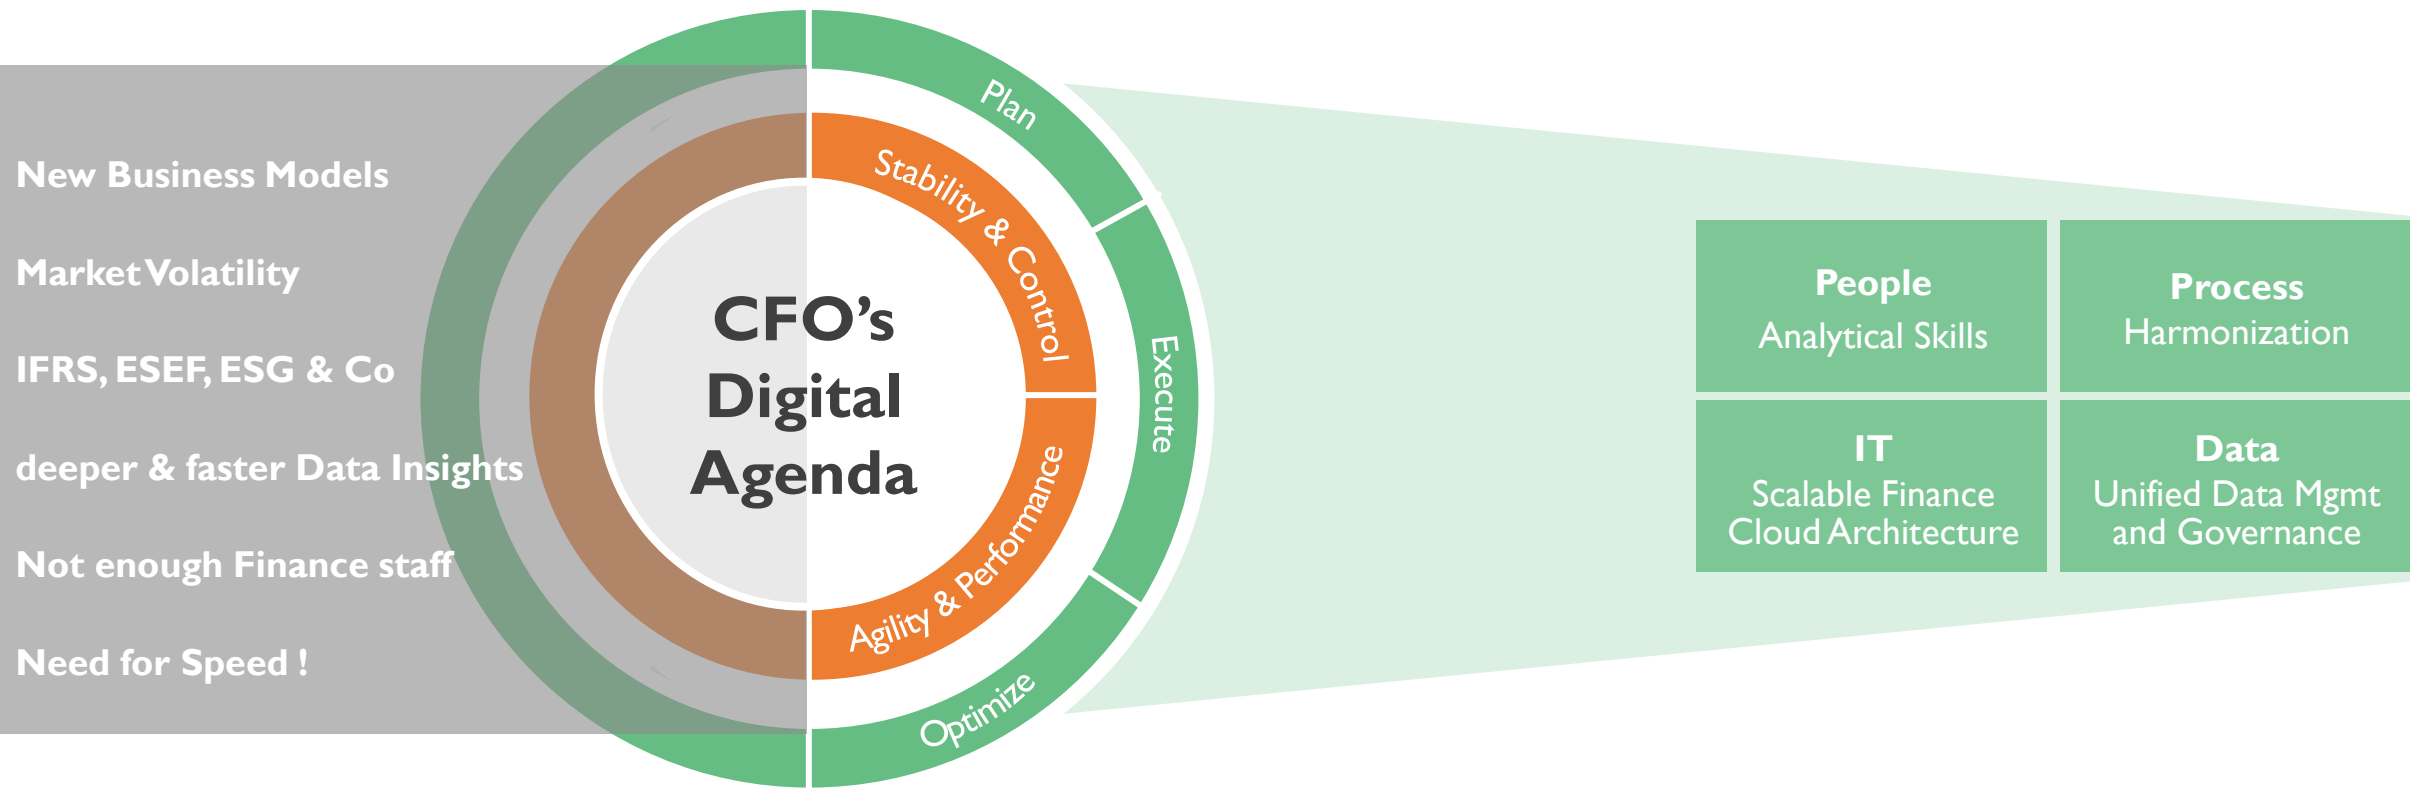 New Business Models
Market Volatility
IFRS, ESEF, ESG & Co
deeper & faster Data Insights
Not enough Finance staff
Need for Speed !
CFO’s
Digital
Agenda
Stability & Control
Agility & Performance
Plan
Execute
Optimize
People
Analytical Skills
Process
Harmonization
IT
Scalable Finance
Cloud Architecture
Data
Unified Data Mgmt
and Governance